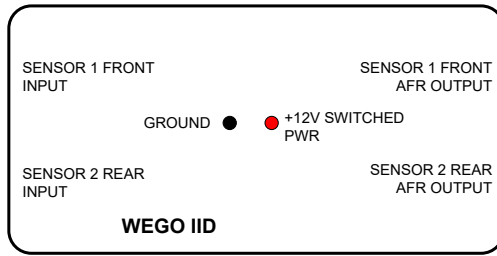 SENSOR 1 FRONT
INPUT
SENSOR 1 FRONT
AFR OUTPUT
GROUND
+12V SWITCHED
PWR
SENSOR 2 REAR
INPUT
SENSOR 2 REAR
AFR OUTPUT
WEGO IID